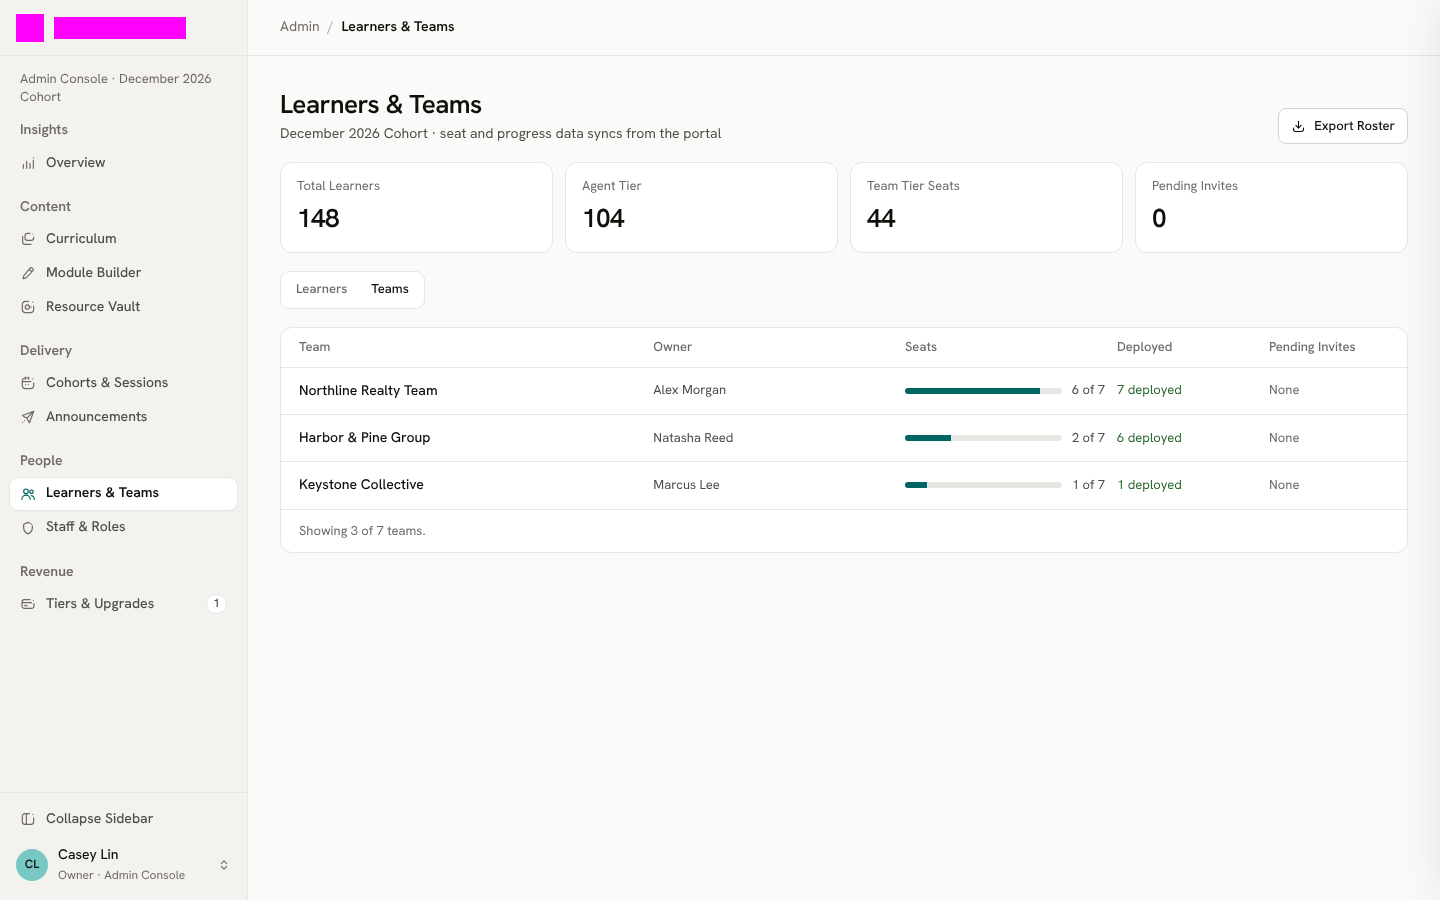 Admin / Learners & Teams
Admin Console · December 2026
Cohort
Insights
Overview
Content
Curriculum
Module Builder
Resource Vault
Delivery
Cohorts & Sessions
Announcements
People
Learners & Teams
Staff & Roles
Revenue
Tiers & Upgrades 1
Collapse Sidebar
CL
Casey Lin
Owner · Admin Console
Learners & Teams
December 2026 Cohort · seat and progress data syncs from the portal
Export Roster
Total Learners
148
Agent Tier
104
Team Tier Seats
44
Pending Invites
0
Learners Teams
Team Owner Seats Deployed Pending Invites
Northline Realty Team Alex Morgan 6 of 7 7 deployed None
Harbor & Pine Group Natasha Reed 2 of 7 6 deployed None
Keystone Collective Marcus Lee 1 of 7 1 deployed None
Showing 3 of 7 teams.